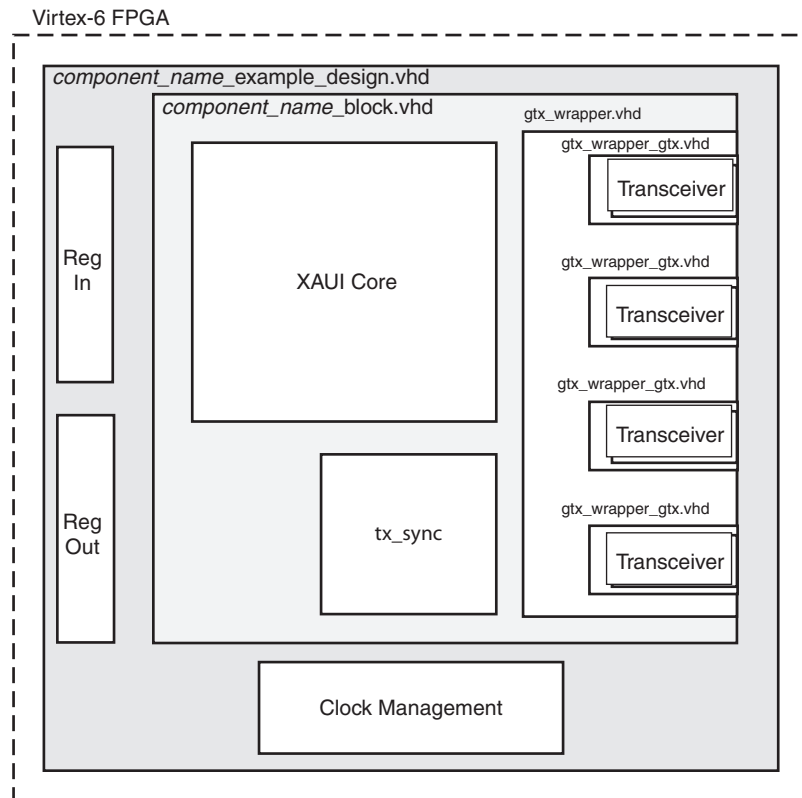 Virtex-6 FPGA
component_name_example_design.vhd
component_name_block.vhd
gtx_wrapper.vhd
gtx_wrapper_gtx.vhd
Transceiver
Reg
In
XAUI Core
gtx_wrapper_gtx.vhd
Transceiver
gtx_wrapper_gtx.vhd
Transceiver
Reg
Out
tx_sync
gtx_wrapper_gtx.vhd
Transceiver
Clock Management